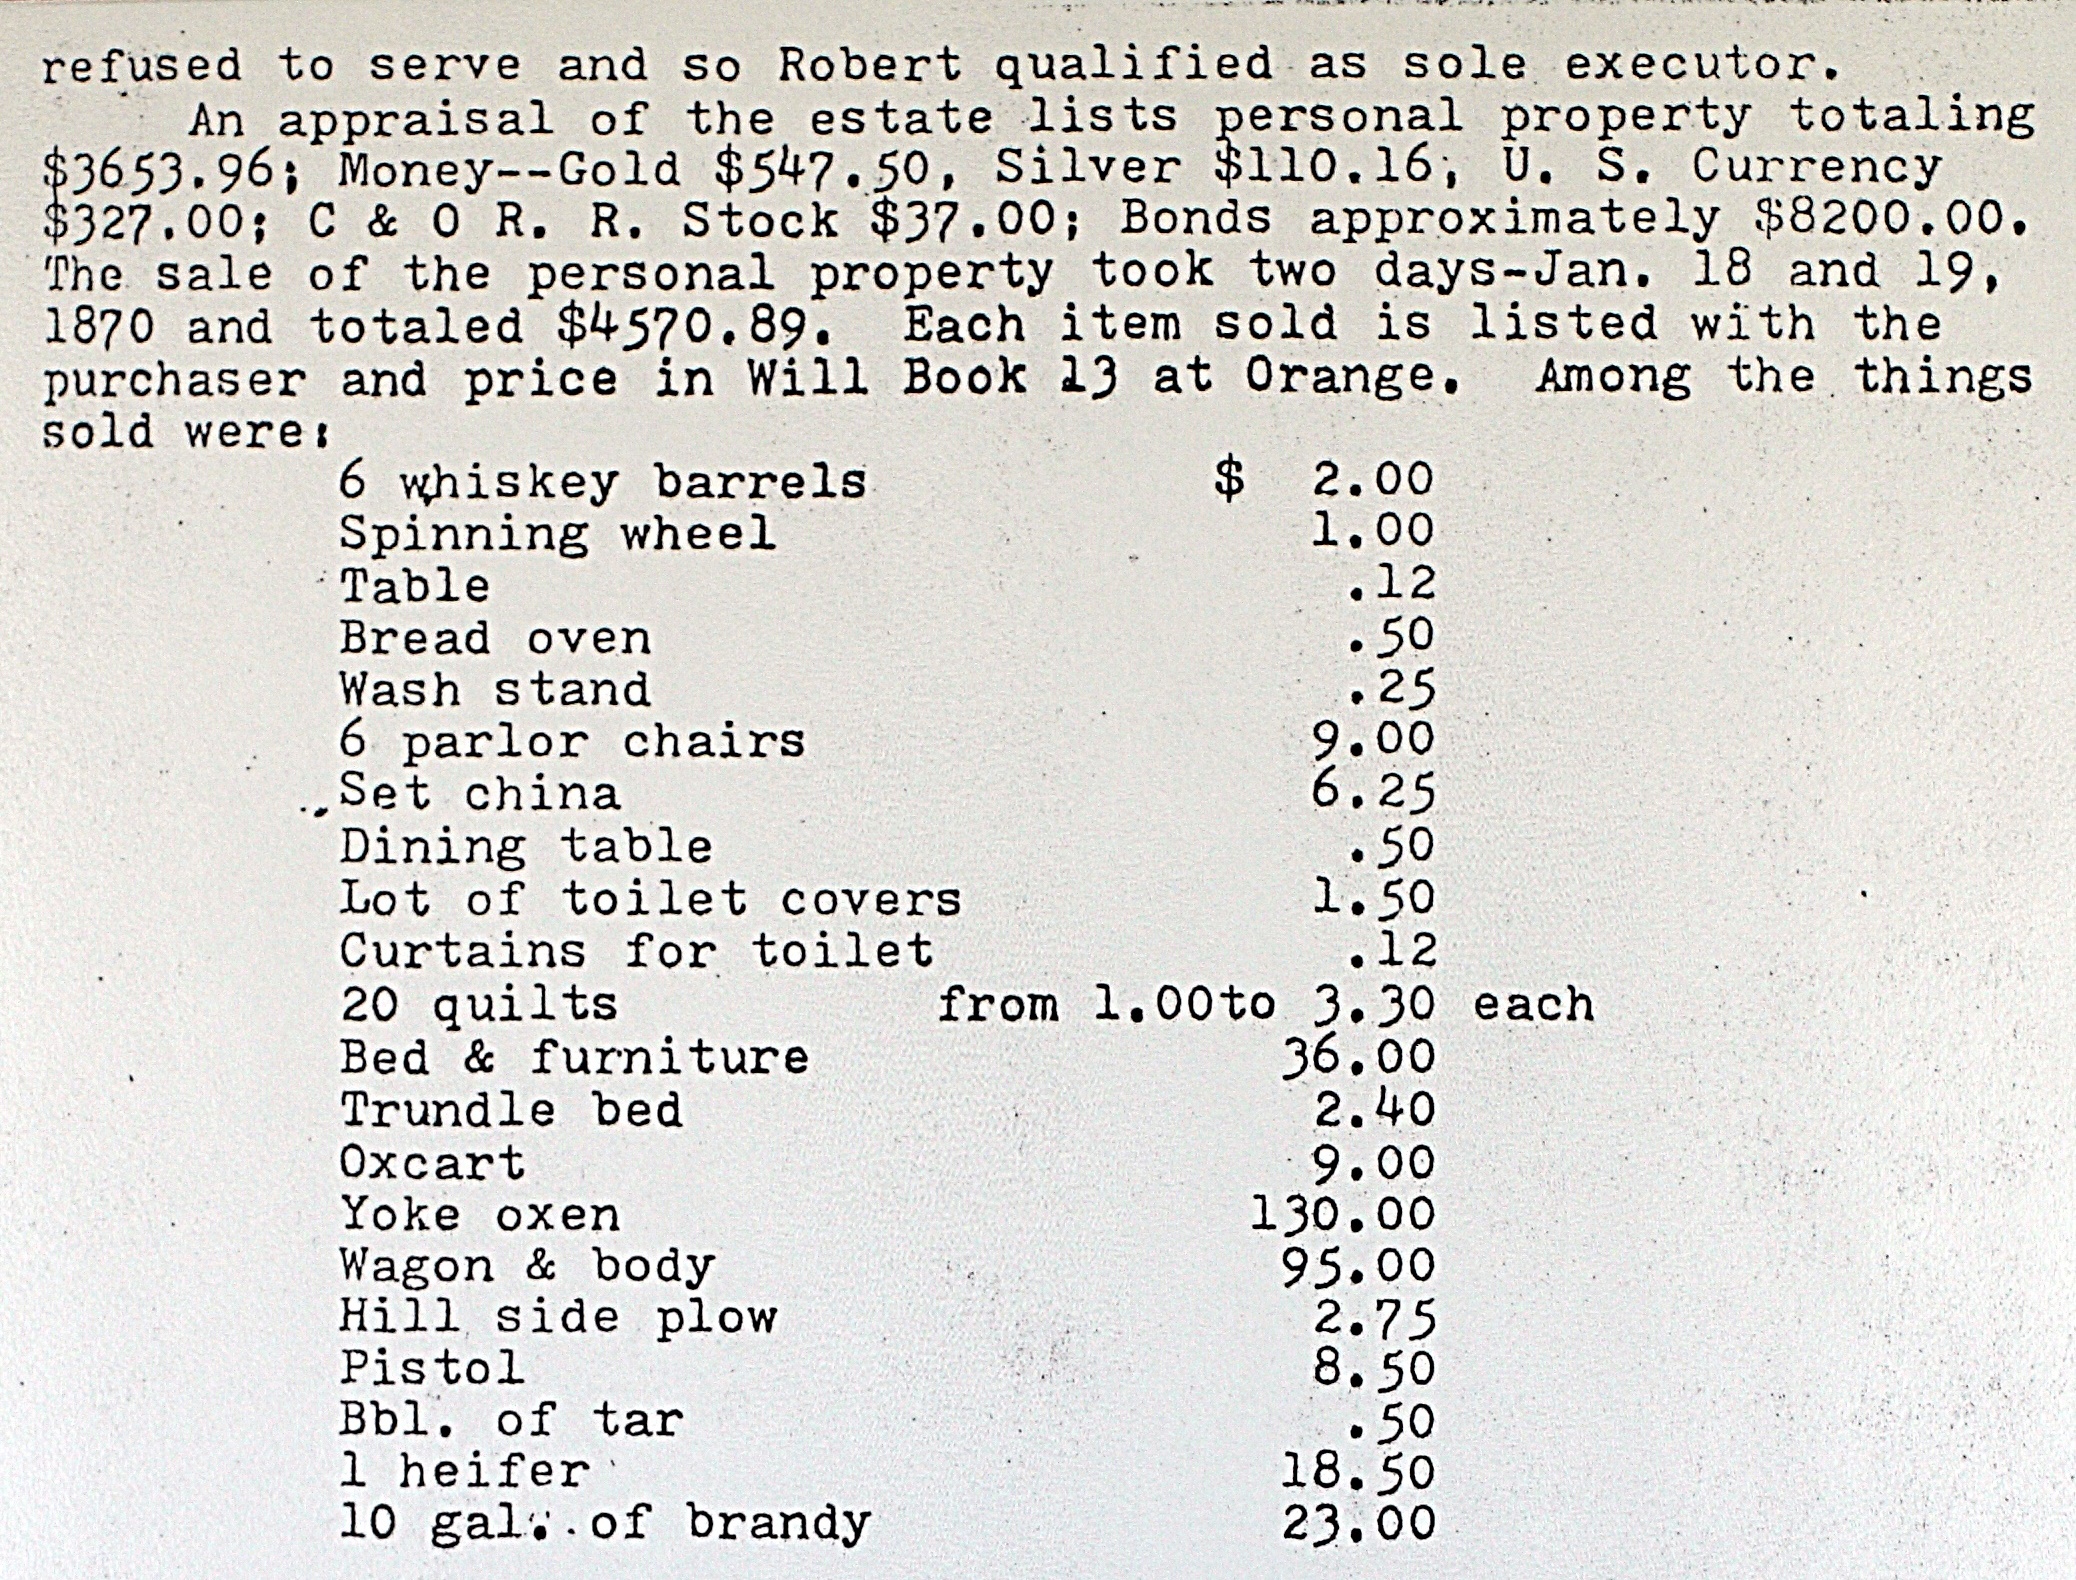 refused to serve and so Robert qualified as sole executor.
An appraisal of the estate lists personal property totaling
$3653.96; Money--Gold $547.50, Silver $110.16, U. S. Currency
$327.00; C & O R. R. Stock $37.00; Bonds approximately $8200.00.
The sale of the personal property took two days-Jan. 18 and 19,
1870 and totaled $4570.89. Each item sold is listed with the
purchaser and price in Will Book 13 at Orange. Among the things
sold were:
6 whiskey barrels $ 2.00
Spinning wheel 1.00
Table .12
Bread oven .50
Wash stand .25
6 parlor chairs 9.00
Set china 6.25
Dining table .50
Lot of toilet covers 1.50
Curtains for toilet .12
20 quilts from 1.00to 3.30 each
Bed & furniture 36.00
Trundle bed 2.40
Oxcart 9.00
Yoke oxen 130.00
Wagon & body 95.00
Hill side plow 2.75
Pistol 8.50
Bbl. of tar .50
1 heifer 18.50
10 gal. of brandy 23.00